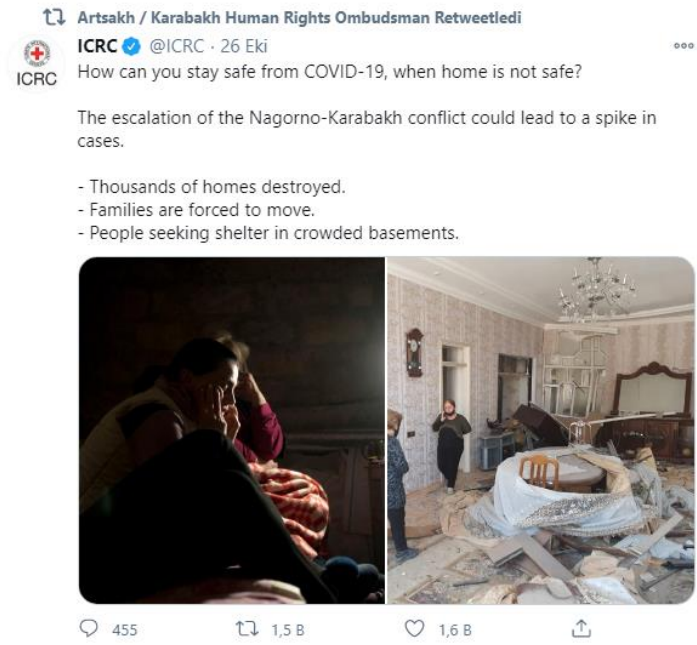 Artsakh / Karabakh Human Rights Ombudsman Retweetledi
ICRC @ICRC · 26 Eki
ICRC
How can you stay safe from COVID-19, when home is not safe?
The escalation of the Nagorno-Karabakh conflict could lead to a spike in
cases.
- Thousands of homes destroyed.
- Families are forced to move.
- People seeking shelter in crowded basements.
455 1,5 B 1,6 B